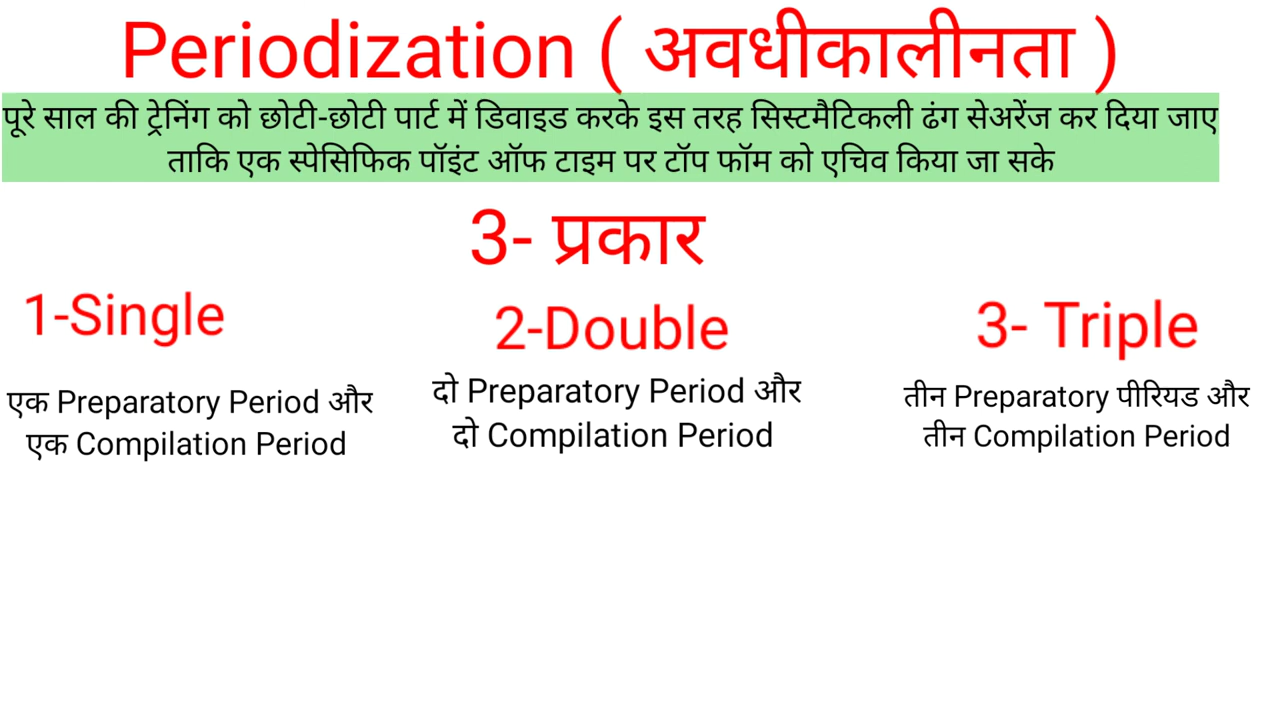 Periodization ( अवधीकालीनता )
पूरे साल की ट्रेनिंग को छोटी-छोटी पार्ट में डिवाइड करके इस तरह सिस्टमैटिकली ढंग सेअरेंज कर दिया जाए
ताकि एक स्पेसिफिक पॉइंट ऑफ टाइम पर टॉप फॉम को एचिव किया जा सके
3- प्रकार
1-Single
एक Preparatory Period और
एक Compilation Period
2-Double
दो Preparatory Period और
दो Compilation Period
3- Triple
तीन Preparatory पीरियड और
तीन Compilation Period